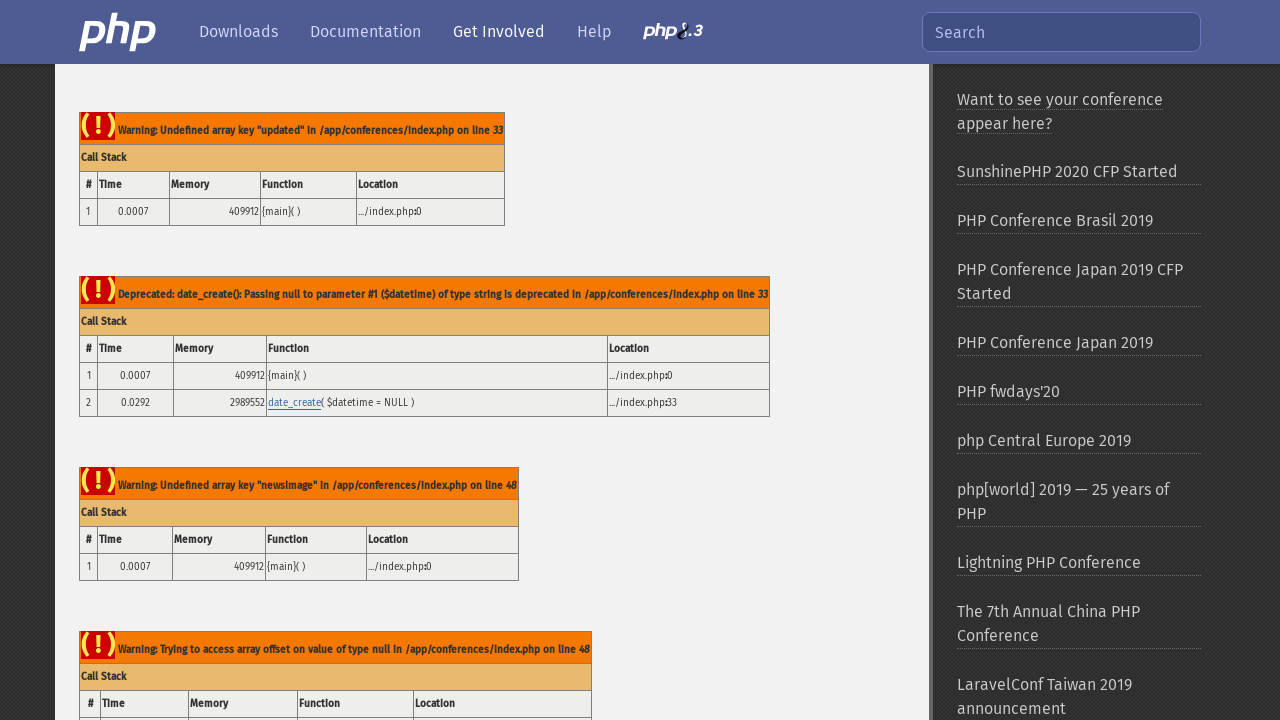 php Downloads Documentation Get Involved Help php8.3 Search
( ! ) Warning: Undefined array key "updated" in /app/conferences/index.php on line 33
Call Stack
# Time Memory Function Location
1 0.0007 409912 {main}( ) .../index.php:0
( ! ) Deprecated: date_create(): Passing null to parameter #1 ($datetime) of type string is deprecated in /app/conferences/index.php on line 33
Call Stack
# Time Memory Function Location
1 0.0007 409912 {main}( ) .../index.php:0
2 0.0292 2989552 date_create( $datetime = NULL ) .../index.php:33
( ! ) Warning: Undefined array key "newsImage" in /app/conferences/index.php on line 48
Call Stack
# Time Memory Function Location
1 0.0007 409912 {main}( ) .../index.php:0
( ! ) Warning: Trying to access array offset on value of type null in /app/conferences/index.php on line 48
Call Stack
# Time Memory Function Location
Want to see your conference
appear here?
SunshinePHP 2020 CFP Started
PHP Conference Brasil 2019
PHP Conference Japan 2019 CFP
Started
PHP Conference Japan 2019
PHP fwdays'20
php Central Europe 2019
php[world] 2019 — 25 years of
PHP
Lightning PHP Conference
The 7th Annual China PHP
Conference
LaravelConf Taiwan 2019
announcement